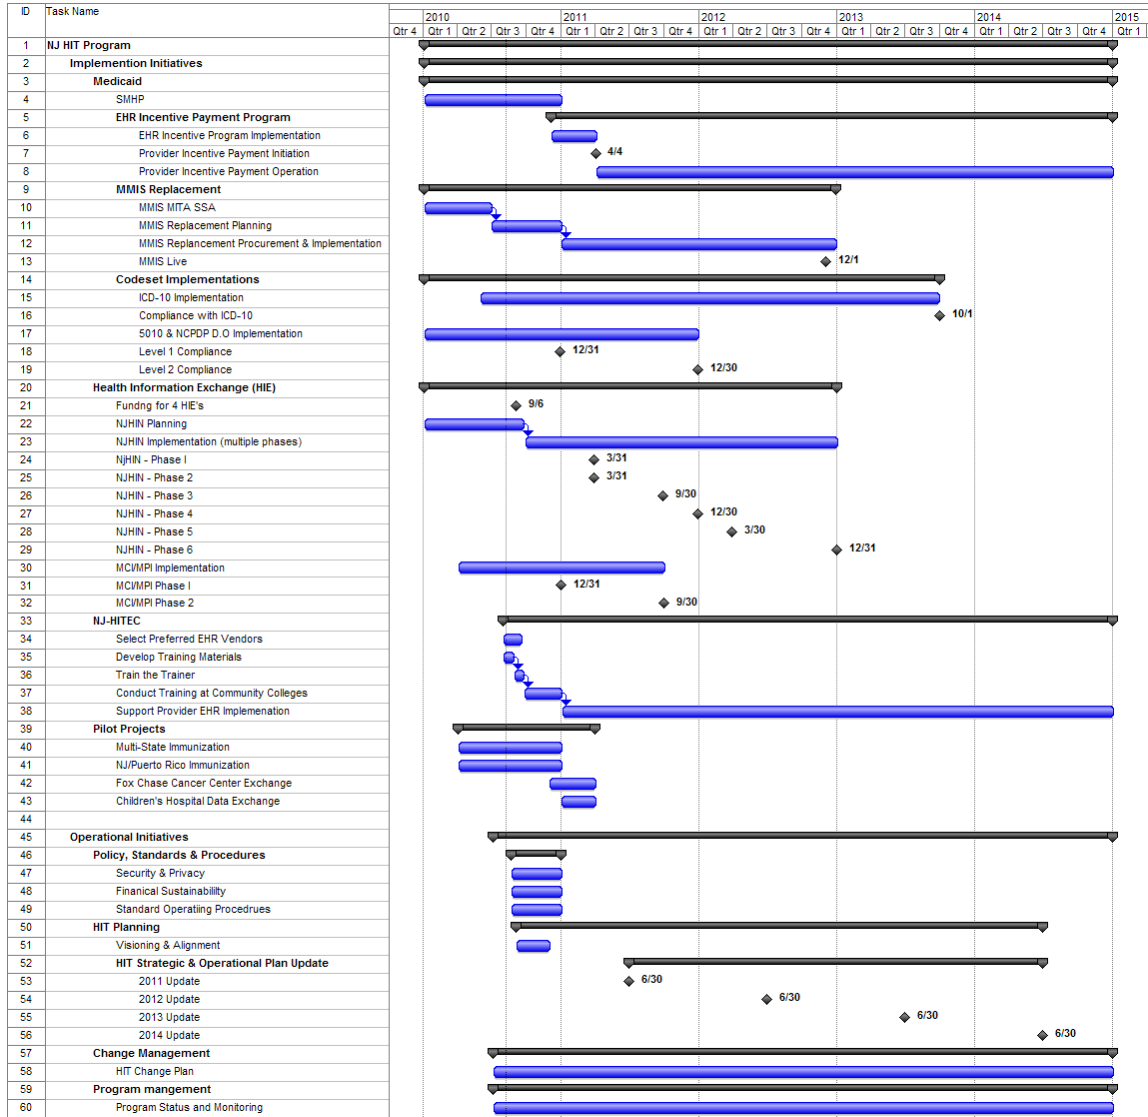 ID Task Name
2010 2011 2012 2013 2014 2015
Qtr 4 Qtr 1 Qtr 2 Qtr 3 Qtr 4 Qtr 1 Qtr 2 Qtr 3 Qtr 4 Qtr 1 Qtr 2 Qtr 3 Qtr 4 Qtr 1 Qtr 2 Qtr 3 Qtr 4 Qtr 1 Qtr 2 Qtr 3 Qtr 4 Qtr 1
1 NJ HIT Program
2 Implemention Initiatives
3 Medicaid
4 SMHP
5 EHR Incentive Payment Program
6 EHR Incentive Program Implementation
7 Provider Incentive Payment Initiation 4/4
8 Provider Incentive Payment Operation
9 MMIS Replacement
10 MMIS MITA SSA
11 MMIS Replacement Planning
12 MMIS Replancement Procurement & Implementation
13 MMIS Live 12/1
14 Codeset Implementations
15 ICD-10 Implementation
16 Compliance with ICD-10 10/1
17 5010 & NCPDP D.O Implementation
18 Level 1 Compliance 12/31
19 Level 2 Compliance 12/30
20 Health Information Exchange (HIE)
21 Fundng for 4 HIE's 9/6
22 NJHIN Planning
23 NJHIN Implementation (multiple phases)
24 NjHIN - Phase I 3/31
25 NJHIN - Phase 2 3/31
26 NJHIN - Phase 3 9/30
27 NJHIN - Phase 4 12/30
28 NJHIN - Phase 5 3/30
29 NJHIN - Phase 6 12/31
30 MCI/MPI Implementation
31 MCI/MPI Phase I 12/31
32 MCI/MPI Phase 2 9/30
33 NJ-HITEC
34 Select Preferred EHR Vendors
35 Develop Training Materials
36 Train the Trainer
37 Conduct Training at Community Colleges
38 Support Provider EHR Implemenation
39 Pilot Projects
40 Multi-State Immunization
41 NJ/Puerto Rico Immunization
42 Fox Chase Cancer Center Exchange
43 Children's Hospital Data Exchange
44
45 Operational Initiatives
46 Policy, Standards & Procedures
47 Security & Privacy
48 Finanical Sustainabililty
49 Standard Operatiing Procedrues
50 HIT Planning
51 Visioning & Alignment
52 HIT Strategic & Operational Plan Update
53 2011 Update 6/30
54 2012 Update 6/30
55 2013 Update 6/30
56 2014 Update 6/30
57 Change Management
58 HIT Change Plan
59 Program mangement
60 Program Status and Monitoring